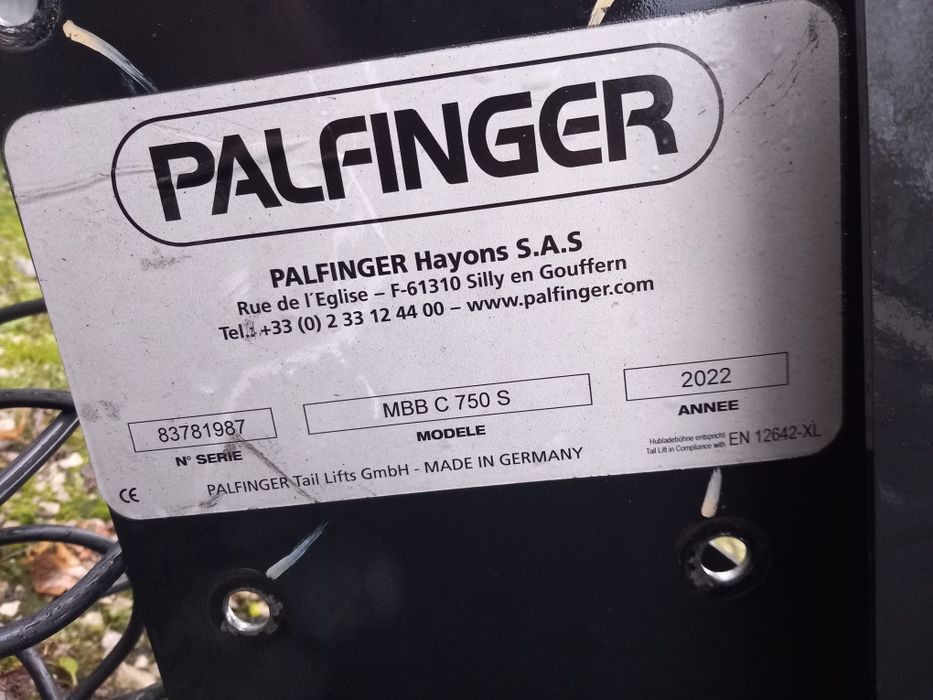 PALFINGER
PALFINGER Hayons S.A.S
Rue de l'Eglise – F-61310 Silly en Gouffern
Tel.: +33 (0) 2 33 12 44 00 – www.palfinger.com
83781987 MBB C 750 S 2022
N° SERIE MODELE ANNEE
Hubladebühne entspricht
Tail Lift in Compliance with EN 12642-XL
CE PALFINGER Tail Lifts GmbH - MADE IN GERMANY